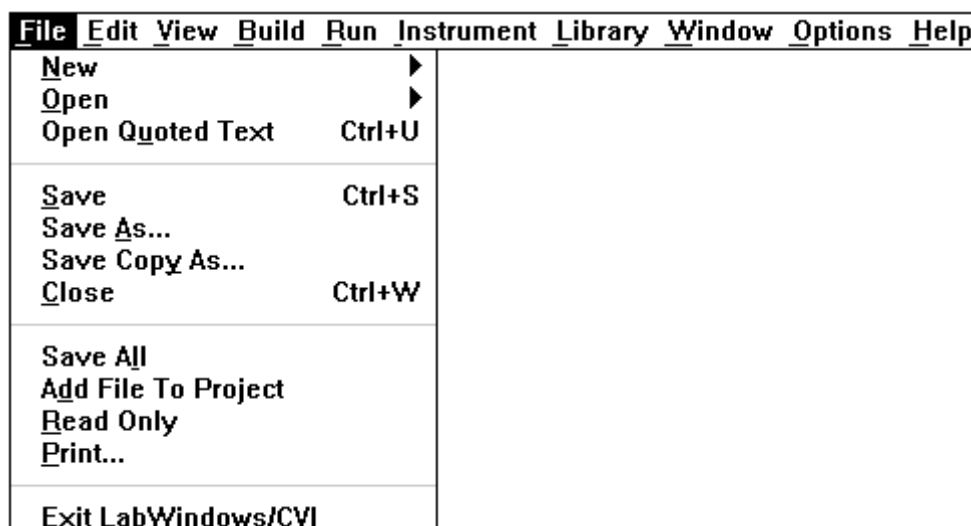 File Edit View Build Run Instrument Library Window Options Help
New
Open
Open Quoted Text Ctrl+U
Save Ctrl+S
Save As...
Save Copy As...
Close Ctrl+W
Save All
Add File To Project
Read Only
Print...
Exit LabWindows/CVI